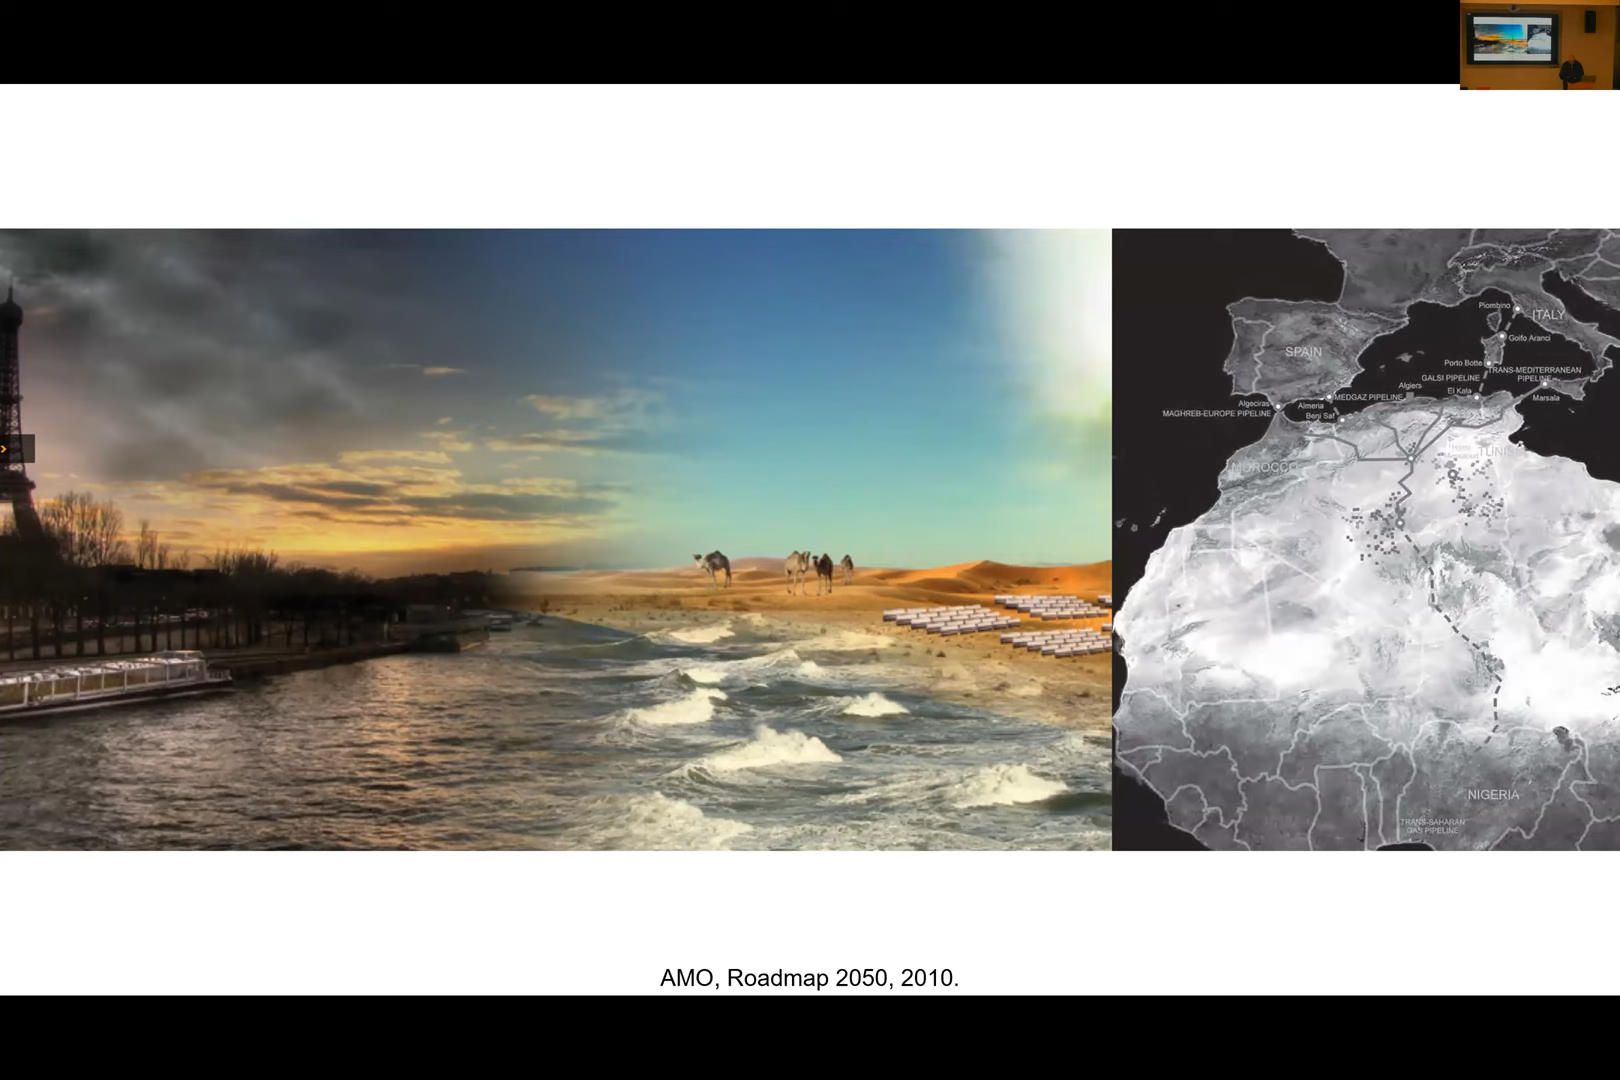 Piombino
ITALY
Golfo Aranci
SPAIN
Porto Botte
TRANS-MEDITERRANEAN
PIPELINE
GALSI PIPELINE
Algiers
El Kala
MEDGAZ PIPELINE
Marsala
Algeciras
Almeria
MAGHREB-EUROPE PIPELINE
Beni Saf
MOROCCO
TUNISI
NIGERIA
TRANS-SAHARAN
GAS PIPELINE
AMO, Roadmap 2050, 2010.